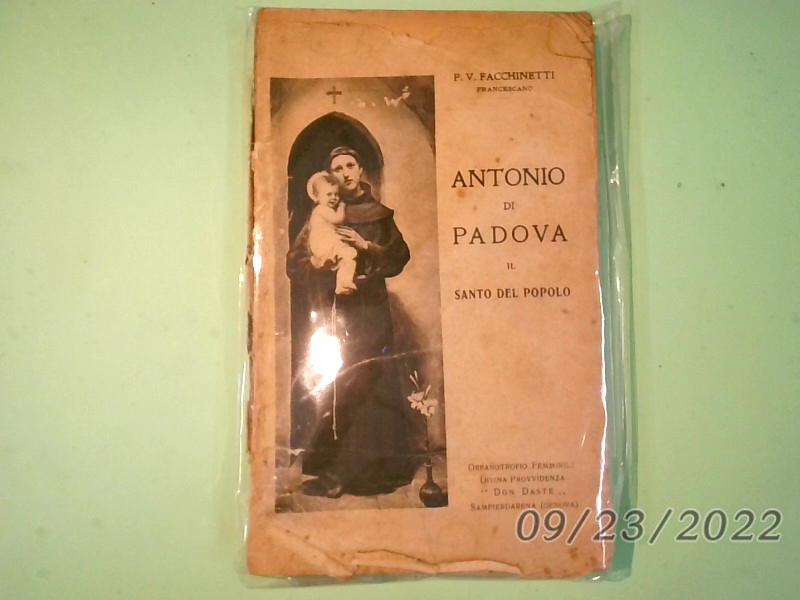 P. V. FACCHINETTI
FRANCESCANO
ANTONIO
DI
PADOVA
IL
SANTO DEL POPOLO
ORFANOTROFIO FEMMINILE
DIVINA PROVVIDENZA
" DON DASTE "
SAMPIERDARENA (GENOVA)
09/23/2022